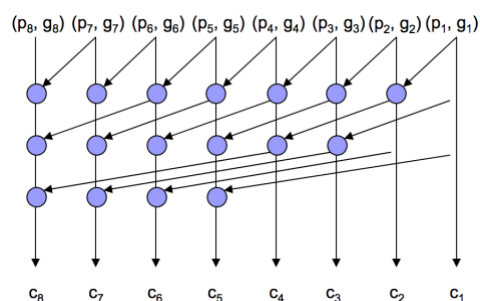 (p₈, g₈) (p₇, g₇) (p₆, g₆) (p₅, g₅) (p₄, g₄) (p₃, g₃) (p₂, g₂) (p₁, g₁)
c₈ c₇ c₆ c₅ c₄ c₃ c₂ c₁